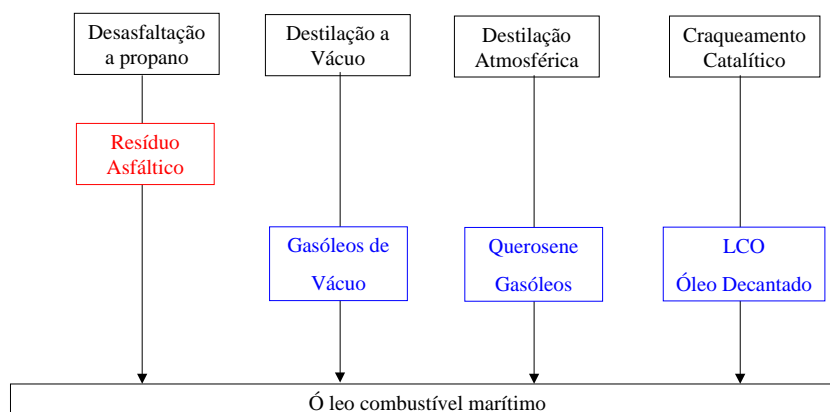 Desasfaltação
a propano
Destilação a
Vácuo
Destilação
Atmosférica
Craqueamento
Catalítico
Resíduo
Asfáltico
Gasóleos de
Vácuo
Querosene
Gasóleos
LCO
Óleo Decantado
Ó leo combustível marítimo